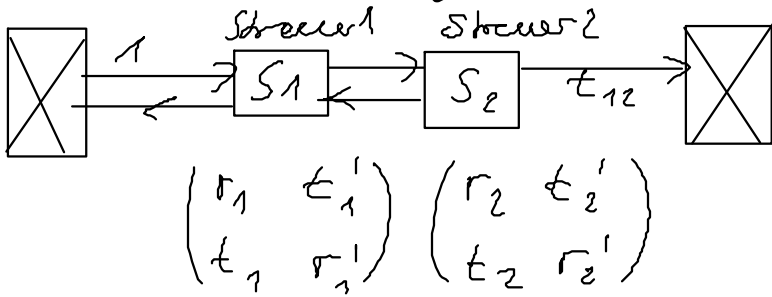 Streuer1 Streuer2
1 S1 S2 t12
r1 t1' r2 t2'
t1 r1' t2 r2'